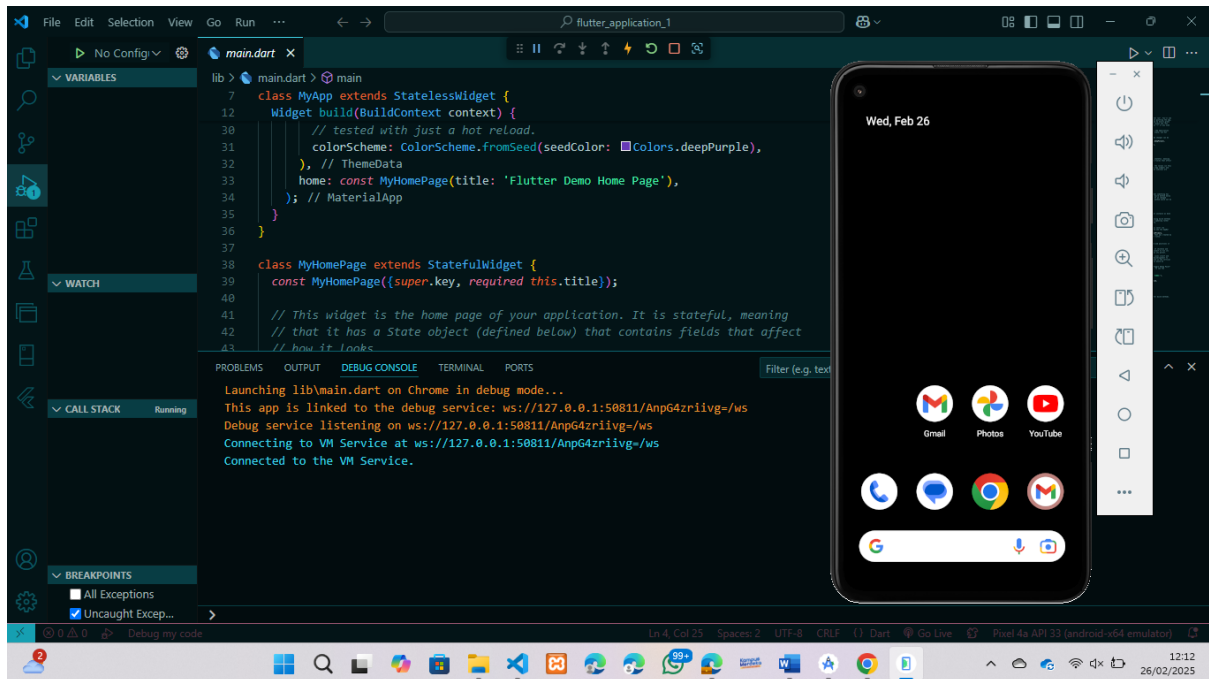 File Edit Selection View Go Run ··· flutter_application_1
No Config
main.dart
VARIABLES
lib > main.dart > main
7 class MyApp extends StatelessWidget {
12 Widget build(BuildContext context) {
30 // tested with just a hot reload.
31 colorScheme: ColorScheme.fromSeed(seedColor: Colors.deepPurple),
32 ), // ThemeData
33 home: const MyHomePage(title: 'Flutter Demo Home Page'),
34 ); // MaterialApp
35 }
36 }
37
38 class MyHomePage extends StatefulWidget {
39 const MyHomePage({super.key, required this.title});
40
41 // This widget is the home page of your application. It is stateful, meaning
42 // that it has a State object (defined below) that contains fields that affect
43 // how it looks
WATCH
PROBLEMS OUTPUT DEBUG CONSOLE TERMINAL PORTS Filter (e.g. text
Launching lib\main.dart on Chrome in debug mode...
This app is linked to the debug service: ws://127.0.0.1:50811/AnpG4zriivg=/ws
Debug service listening on ws://127.0.0.1:50811/AnpG4zriivg=/ws
Connecting to VM Service at ws://127.0.0.1:50811/AnpG4zriivg=/ws
Connected to the VM Service.
CALL STACK Running
BREAKPOINTS
All Exceptions
Uncaught Excep...
Wed, Feb 26
Gmail Photos YouTube
0 0 Debug my code Ln 4, Col 25 Spaces: 2 UTF-8 CRLF {} Dart Go Live Pixel 4a API 33 (android-x64 emulator)
2
99+
12:12
26/02/2025